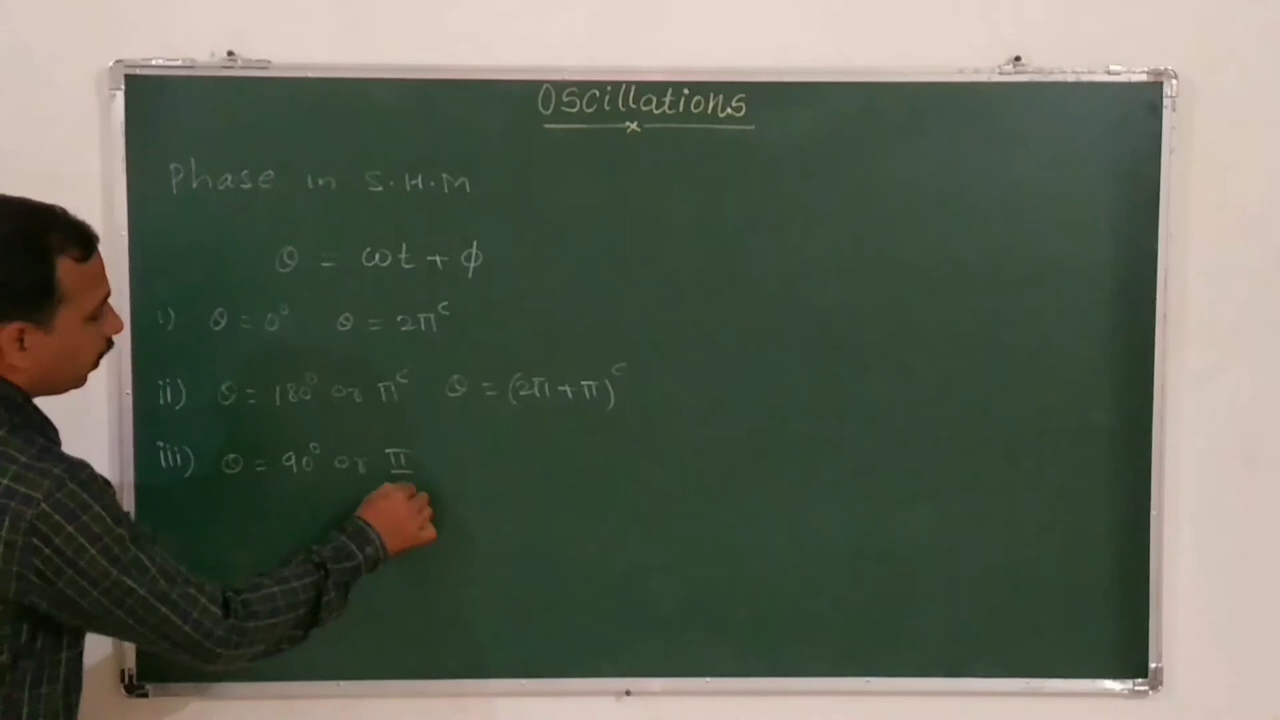 Oscillations
Phase in S.H.M
θ = ωt + ϕ
i) θ = 0° θ = 2π^c
ii) θ = 180° or π^c θ = (2π + π)^c
iii) θ = 90° or π